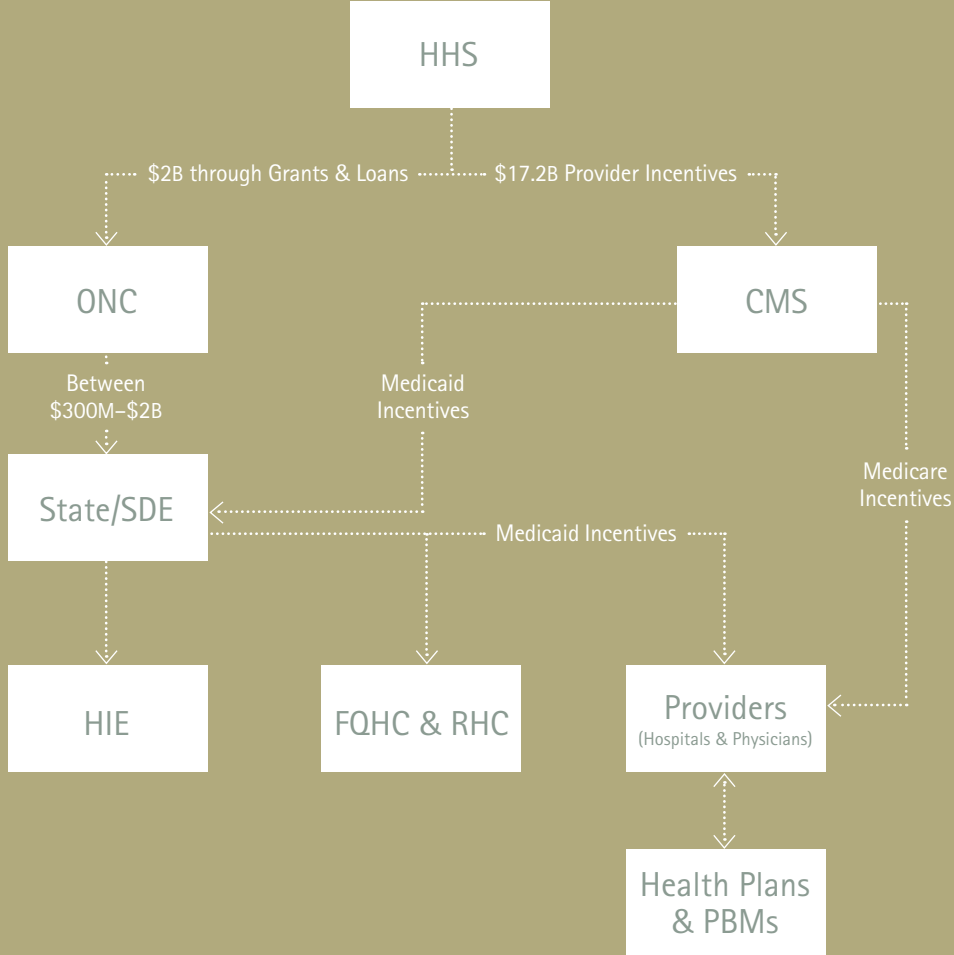 HHS
$2B through Grants & Loans
$17.2B Provider Incentives
ONC
CMS
Between
$300M–$2B
Medicaid
Incentives
Medicare
Incentives
State/SDE
Medicaid Incentives
HIE
FQHC & RHC
Providers
(Hospitals & Physicians)
Health Plans
& PBMs